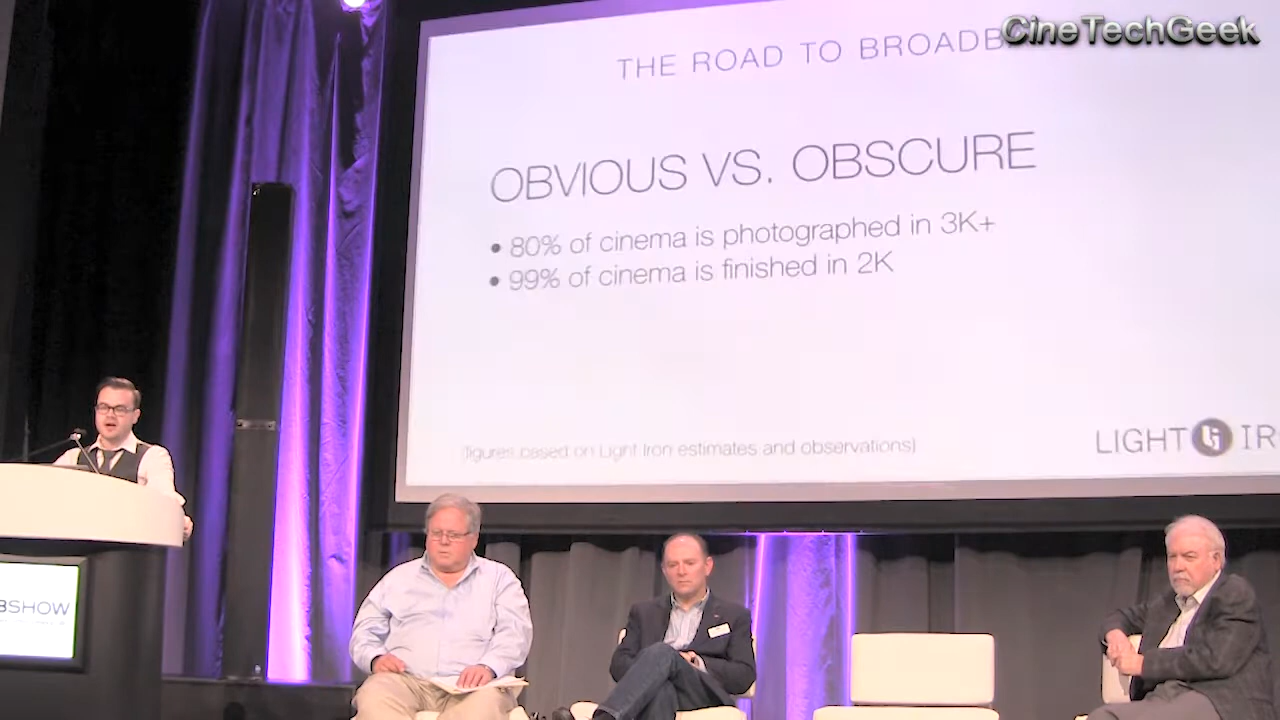 CineTechGeek
THE ROAD TO BROADB
OBVIOUS VS. OBSCURE
• 80% of cinema is photographed in 3K+
• 99% of cinema is finished in 2K
(figures based on Light Iron estimates and observations)
LIGHT IR
BSHOW